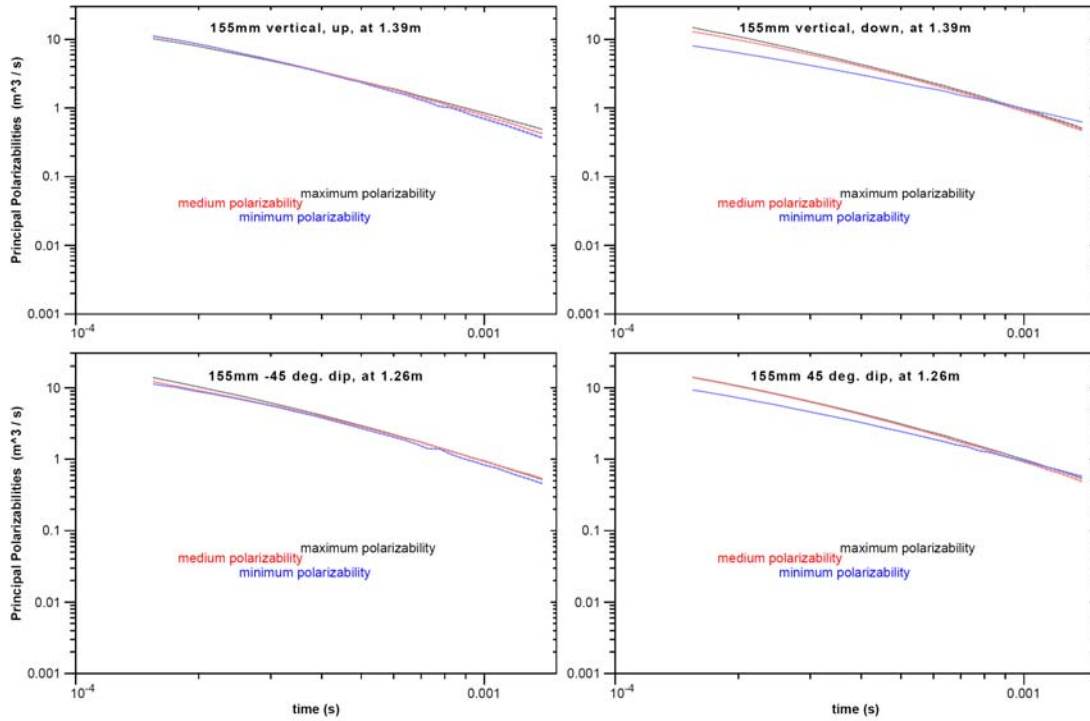 155mm vertical, up, at 1.39m
Principal Polarizabilities (m^3 / s)
10
1
0.1
0.01
0.001
maximum polarizability
medium polarizability
minimum polarizability
10^-4
0.001
155mm vertical, down, at 1.39m
10
1
0.1
0.01
0.001
maximum polarizability
medium polarizability
minimum polarizability
10^-4
0.001
155mm -45 deg. dip, at 1.26m
Principal Polarizabilities (m^3 / s)
10
1
0.1
0.01
0.001
maximum polarizability
medium polarizability
minimum polarizability
10^-4
0.001
time (s)
155mm 45 deg. dip, at 1.26m
10
1
0.1
0.01
0.001
maximum polarizability
medium polarizability
minimum polarizability
10^-4
0.001
time (s)